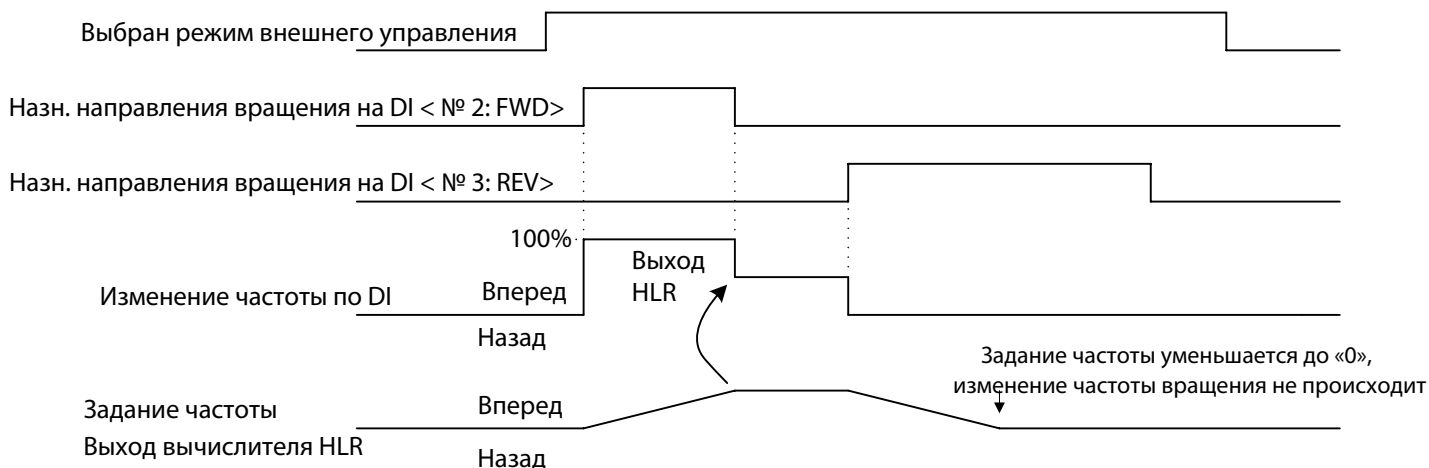 Выбран режим внешнего управления
Назн. направления вращения на DI < № 2: FWD>
Назн. направления вращения на DI < № 3: REV>
100%
Выход
HLR
Изменение частоты по DI
Вперед
Назад
Задание частоты уменьшается до «0»,
изменение частоты вращения не происходит
Вперед
Задание частоты
Выход вычислителя HLR
Назад